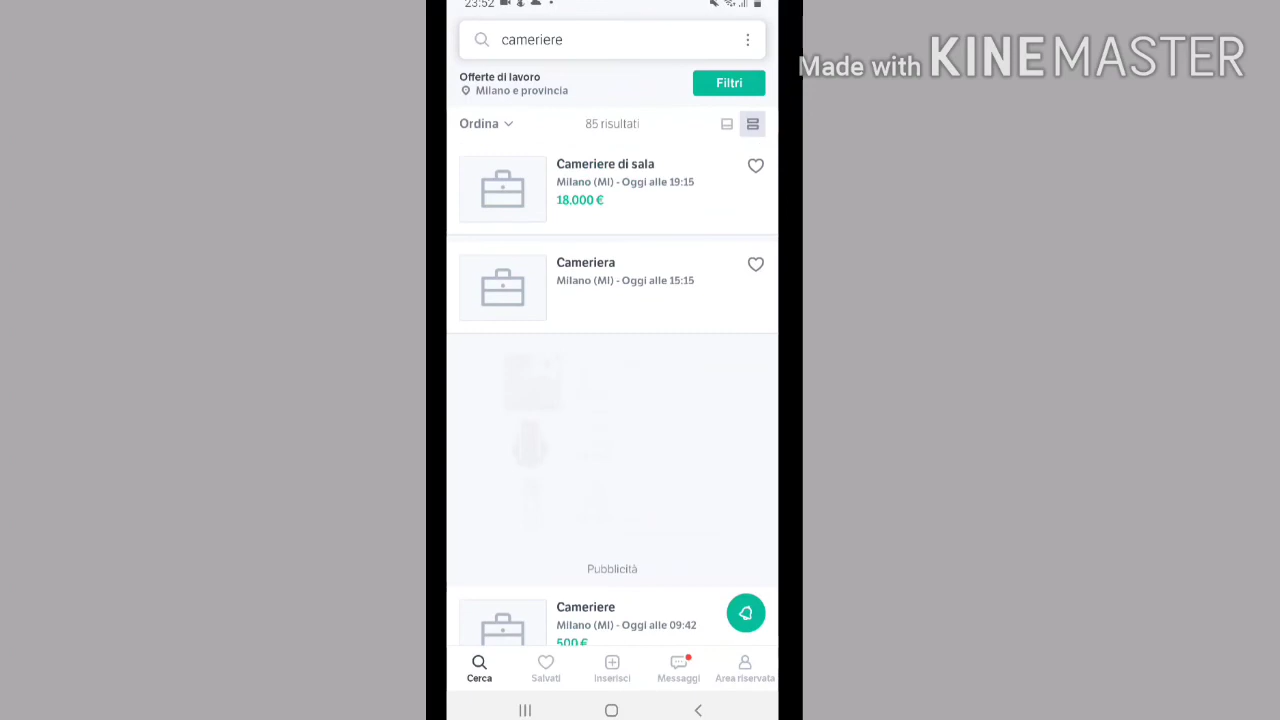 23:52
cameriere
Made with KINEMASTER
Offerte di lavoro
Milano e provincia
Filtri
Ordina
85 risultati
Cameriere di sala
Milano (MI) - Oggi alle 19:15
18.000 €
Cameriera
Milano (MI) - Oggi alle 15:15
Pubblicità
Cameriere
Milano (MI) - Oggi alle 09:42
500 €
Cerca
Salvati
Inserisci
Messaggi
Area riservata